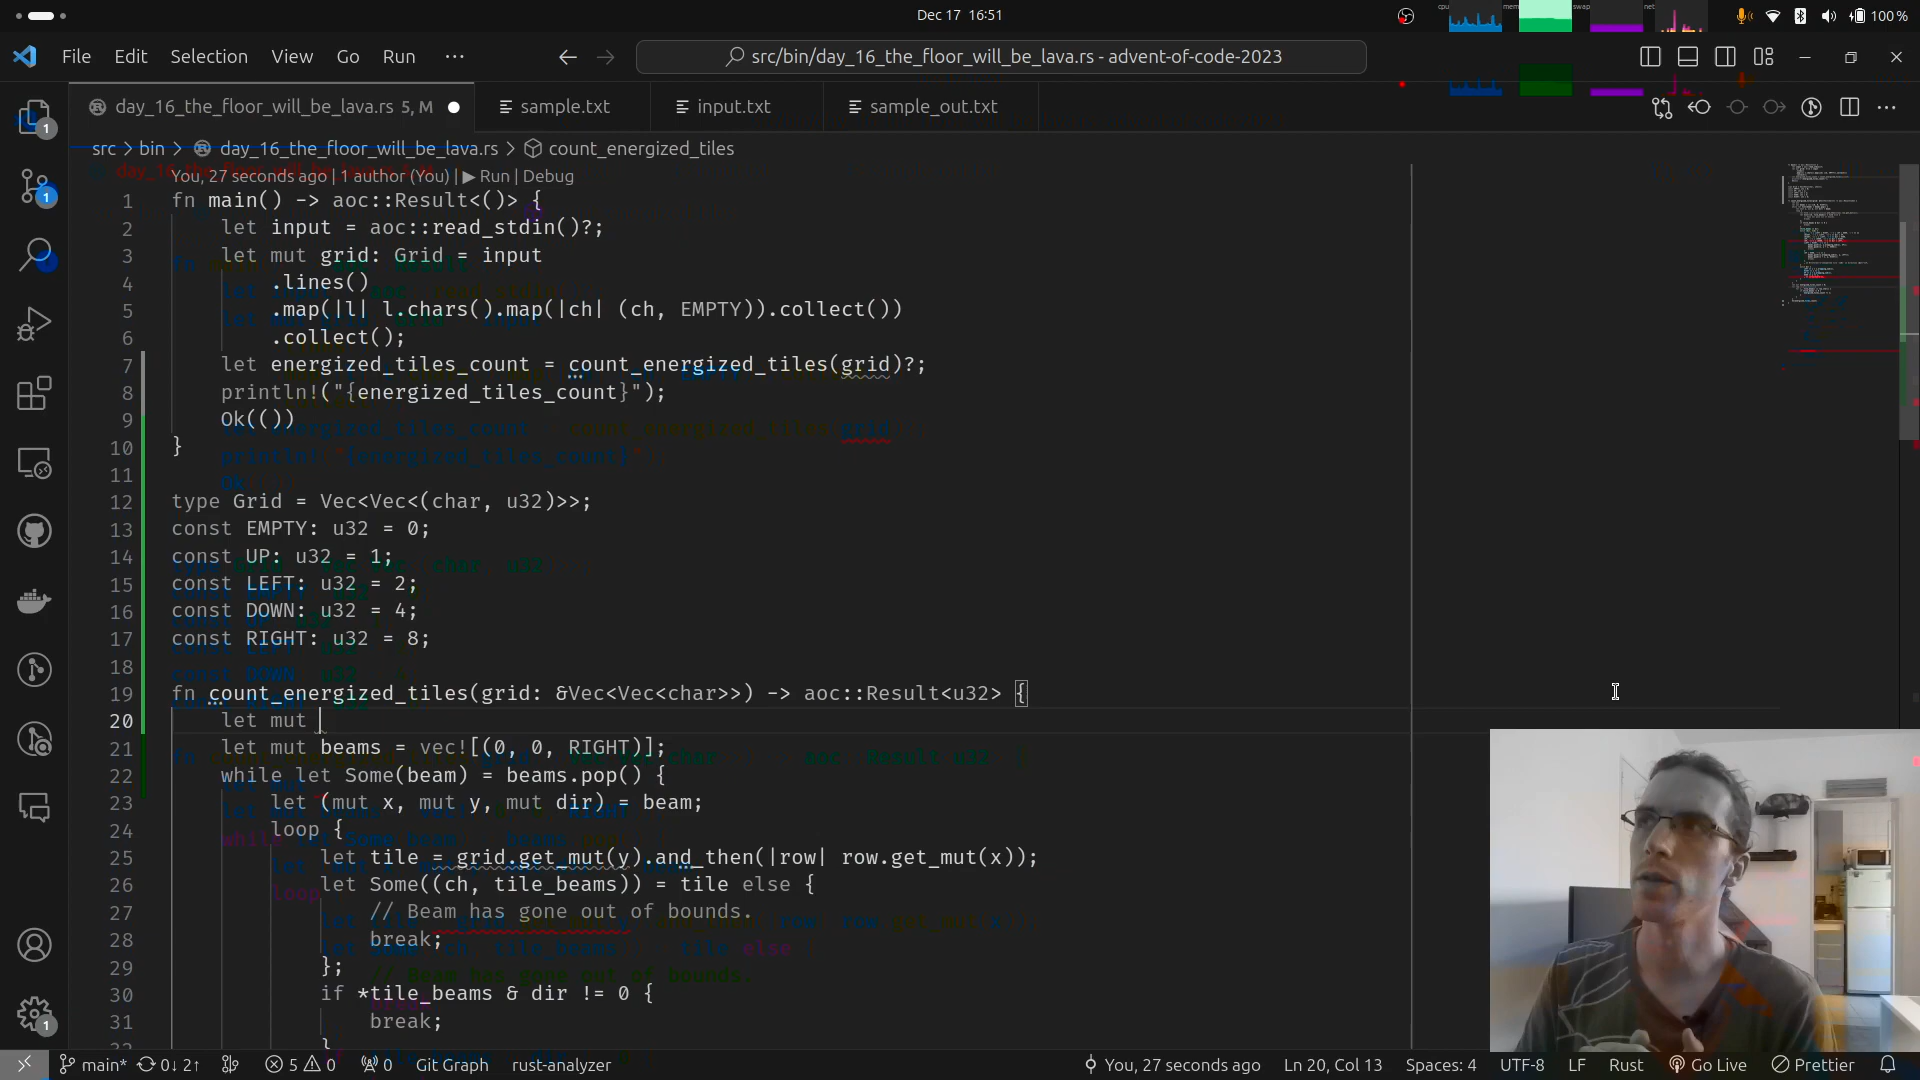 Dec 17 16:51
cpu mem swap net
100 %
File Edit Selection View Go Run ···
src/bin/day_16_the_floor_will_be_lava.rs - advent-of-code-2023
day_16_the_floor_will_be_lava.rs 5, M
sample.txt
input.txt
sample_out.txt
src > bin > day_16_the_floor_will_be_lava.rs > count_energized_tiles
You, 27 seconds ago | 1 author (You) | ▶ Run | Debug
1 fn main() -> aoc::Result<()> {
2 let input = aoc::read_stdin()?;
3 let mut grid: Grid = input
4 .lines()
5 .map(|l| l.chars().map(|ch| (ch, EMPTY)).collect())
6 .collect();
7 let energized_tiles_count = count_energized_tiles(grid)?;
8 println!("{energized_tiles_count}");
9 Ok(())
10 }
11
12 type Grid = Vec<Vec<(char, u32)>>;
13 const EMPTY: u32 = 0;
14 const UP: u32 = 1;
15 const LEFT: u32 = 2;
16 const DOWN: u32 = 4;
17 const RIGHT: u32 = 8;
18
19 fn count_energized_tiles(grid: &Vec<Vec<char>>) -> aoc::Result<u32> {
20 let mut
21 let mut beams = vec![(0, 0, RIGHT)];
22 while let Some(beam) = beams.pop() {
23 let (mut x, mut y, mut dir) = beam;
24 loop {
25 let tile = grid.get_mut(y).and_then(|row| row.get_mut(x));
26 let Some((ch, tile_beams)) = tile else {
27 // Beam has gone out of bounds.
28 break;
29 };
30 if *tile_beams & dir != 0 {
31 break;
32 }
main* 0↓ 2↑ 5 0 0 Git Graph rust-analyzer
You, 27 seconds ago Ln 20, Col 13 Spaces: 4 UTF-8 LF Rust Go Live Prettier